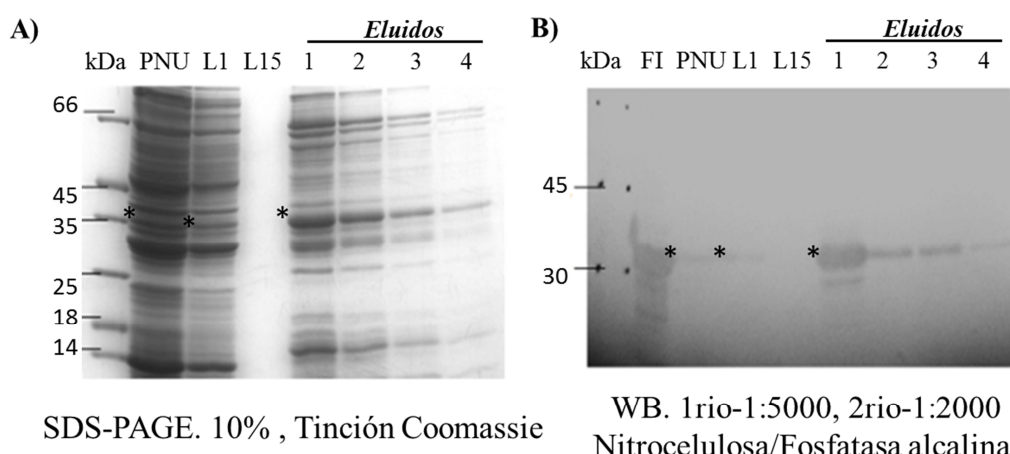 A)
Eluidos
kDa PNU L1 L15 1 2 3 4
66
45
*
*
*
35
25
18
14
SDS-PAGE. 10% , Tinción Coomassie
B)
Eluidos
kDa FI PNU L1 L15 1 2 3 4
45
* * *
30
WB. 1rio-1:5000, 2rio-1:2000
Nitrocelulosa/Fosfatasa alcalina